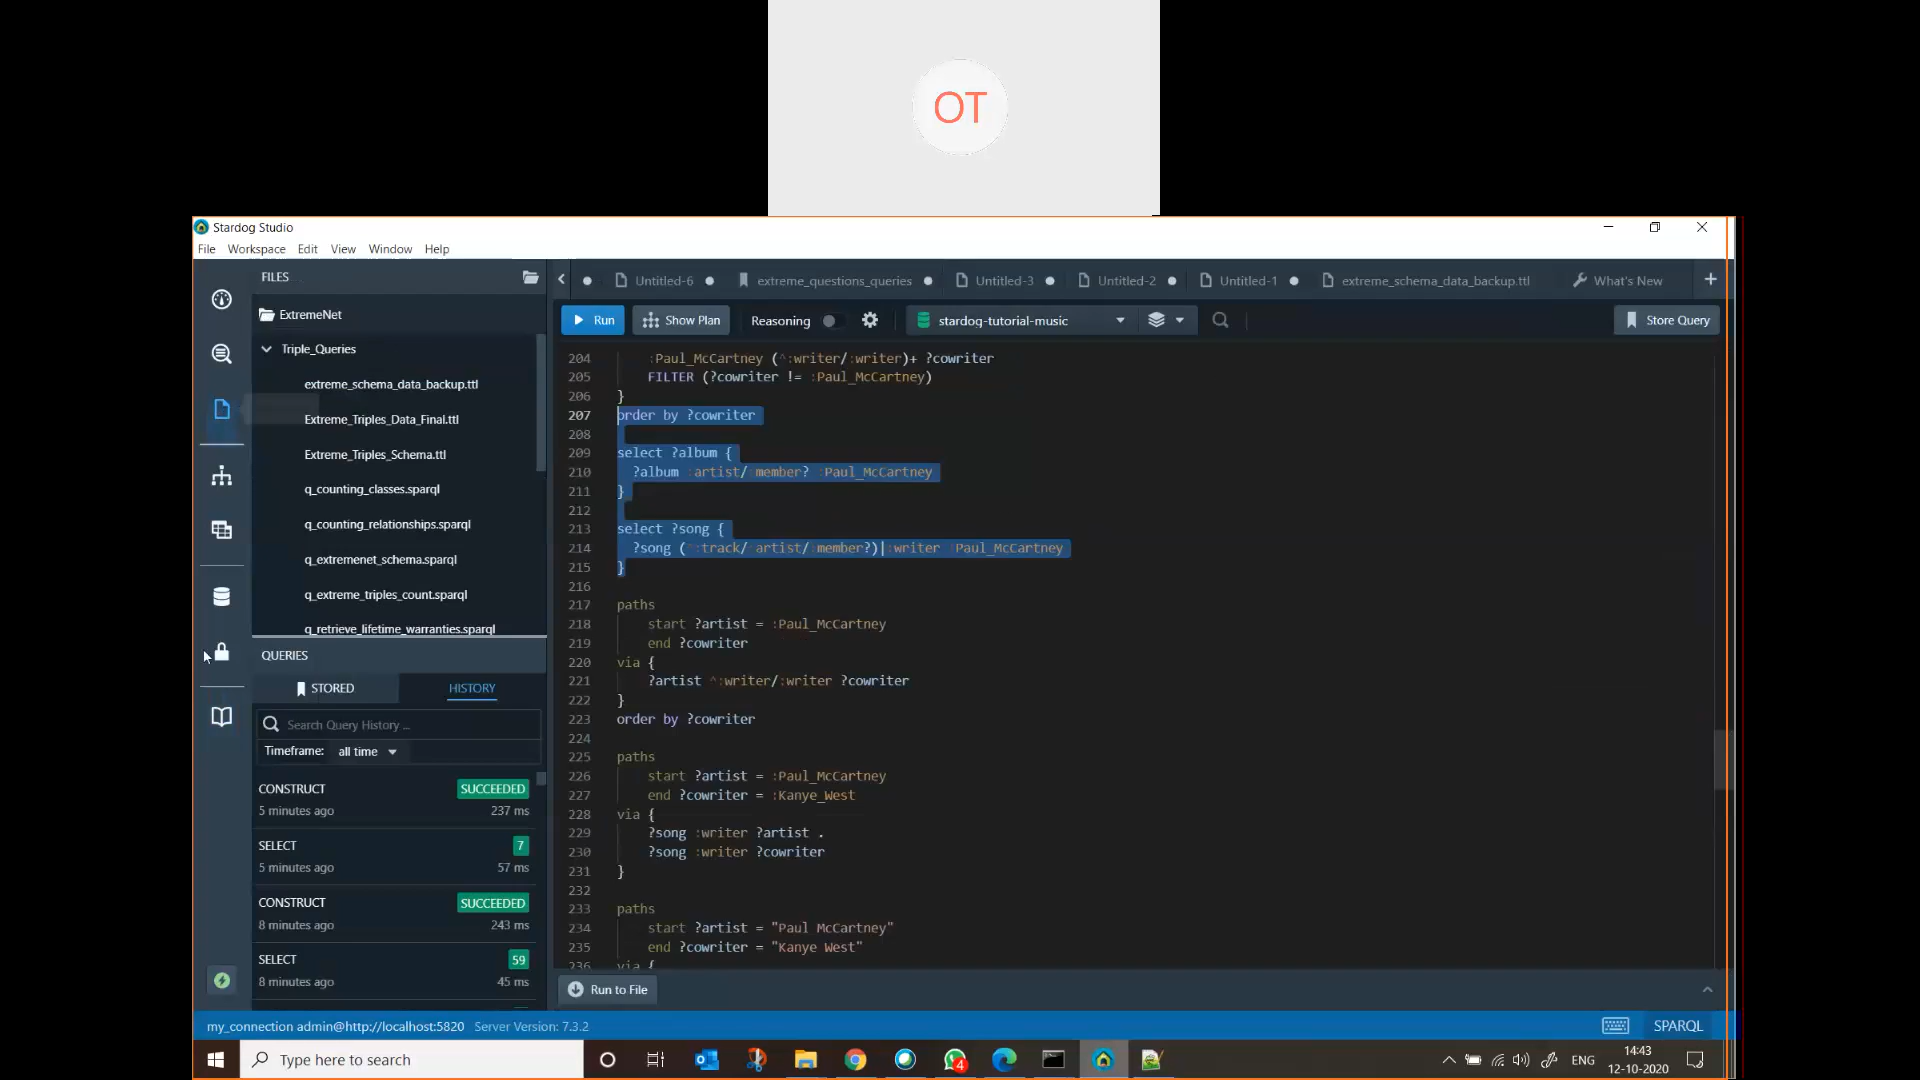 OT
Stardog Studio
File Workspace Edit View Window Help
FILES
ExtremeNet
Triple_Queries
extreme_schema_data_backup.ttl
Extreme_Triples_Data_Final.ttl
Extreme_Triples_Schema.ttl
q_counting_classes.sparql
q_counting_relationships.sparql
q_extremenet_schema.sparql
q_extreme_triples_count.sparql
q_retrieve_lifetime_warranties.sparql
QUERIES
STORED HISTORY
Search Query History ...
Timeframe: all time
CONSTRUCT SUCCEEDED
5 minutes ago 237 ms
SELECT 7
5 minutes ago 57 ms
CONSTRUCT SUCCEEDED
8 minutes ago 243 ms
SELECT 59
8 minutes ago 45 ms
Untitled-6 extreme_questions_queries Untitled-3 Untitled-2 Untitled-1 extreme_schema_data_backup.ttl What's New
Run Show Plan Reasoning stardog-tutorial-music Store Query
204 :Paul_McCartney (^:writer/:writer)+ ?cowriter
205 FILTER (?cowriter != :Paul_McCartney)
206 }
207 order by ?cowriter
208
209 select ?album {
210 ?album :artist/:member? :Paul_McCartney
211 }
212
213 select ?song {
214 ?song (^:track/:artist/:member?)|:writer :Paul_McCartney
215 }
216
217 paths
218 start ?artist = :Paul_McCartney
219 end ?cowriter
220 via {
221 ?artist ^:writer/:writer ?cowriter
222 }
223 order by ?cowriter
224
225 paths
226 start ?artist = :Paul_McCartney
227 end ?cowriter = :Kanye_West
228 via {
229 ?song :writer ?artist .
230 ?song :writer ?cowriter
231 }
232
233 paths
234 start ?artist = "Paul McCartney"
235 end ?cowriter = "Kanye West"
236 via {
Run to File
my_connection admin@http://localhost:5820 Server Version: 7.3.2 SPARQL
Type here to search
4
ENG
14:43
12-10-2020